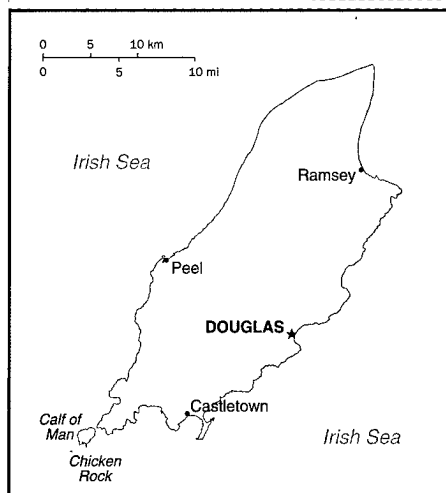 0 5 10 km
0 5 10 mi
Irish Sea
Ramsey
Peel
DOUGLAS
Castletown
Calf of
Man
Chicken
Rock
Irish Sea